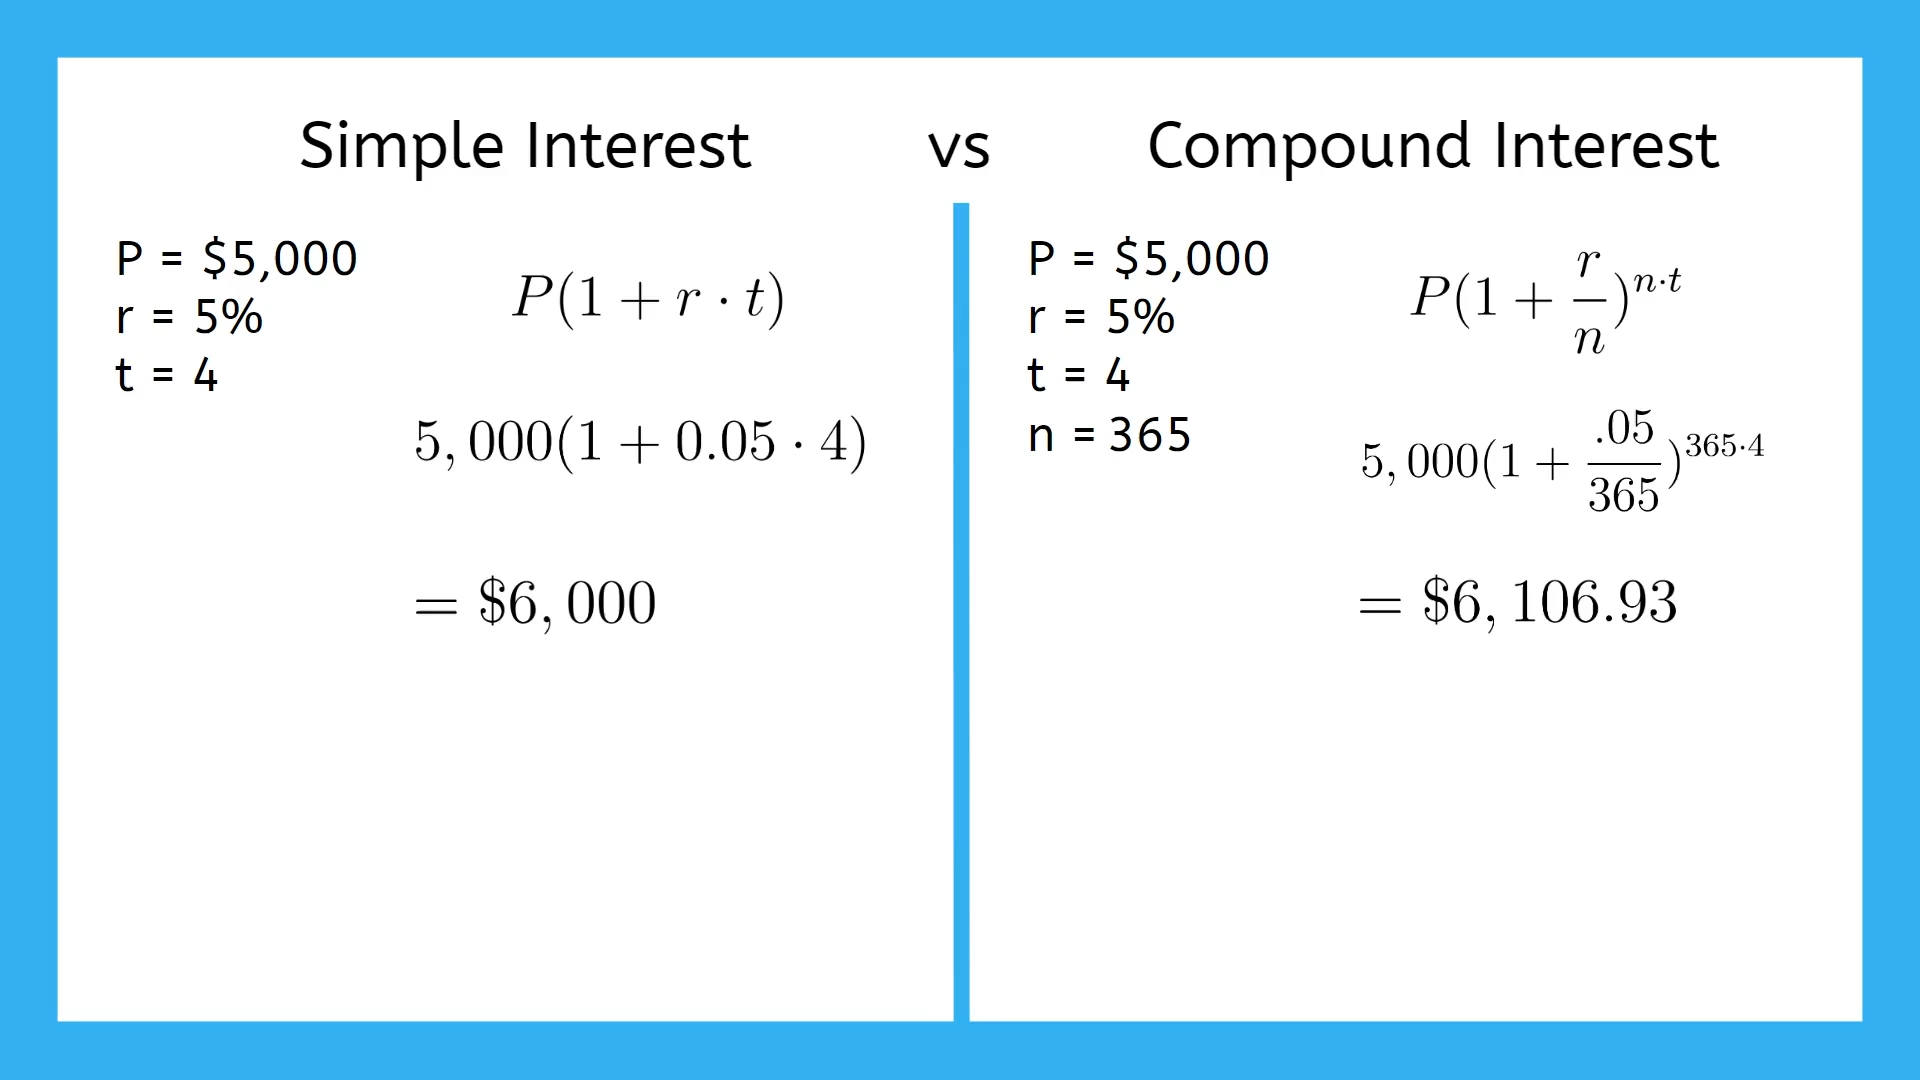 Simple Interest vs Compound Interest
P = $5,000
r = 5%
t = 4
P(1 + r · t)
5,000(1 + 0.05 · 4)
= $6,000
P = $5,000
r = 5%
t = 4
n = 365
P(1 + r/n)^{n·t}
5,000(1 + .05/365)^{365·4}
= $6,106.93